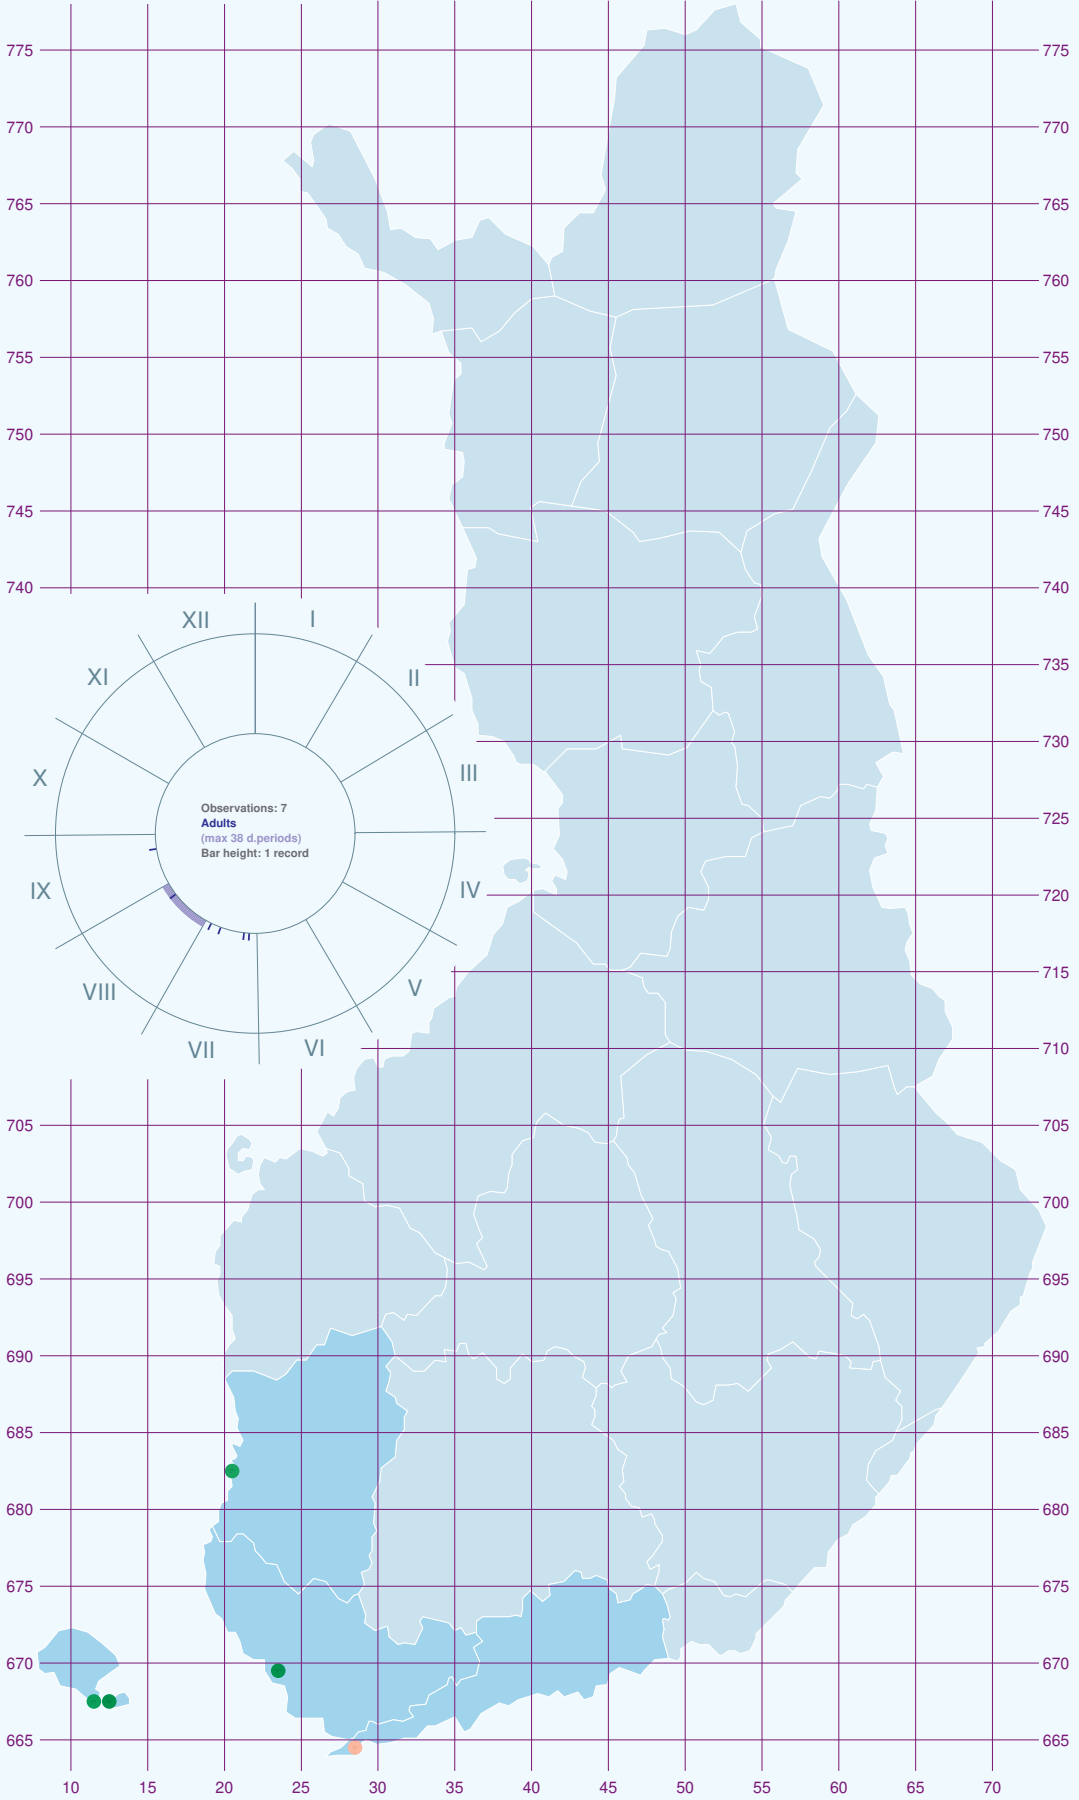 775 775
770 770
765 765
760 760
755 755
750 750
745 745
740 740
XII I
XI II
735
730
X III
725
Observations: 7
Adults
(max 38 d.periods)
Bar height: 1 record
IX IV
720
VIII V
715
VII VI
710
705 705
700 700
695 695
690 690
685 685
680 680
675 675
670 670
665 665
10 15 20 25 30 35 40 45 50 55 60 65 70